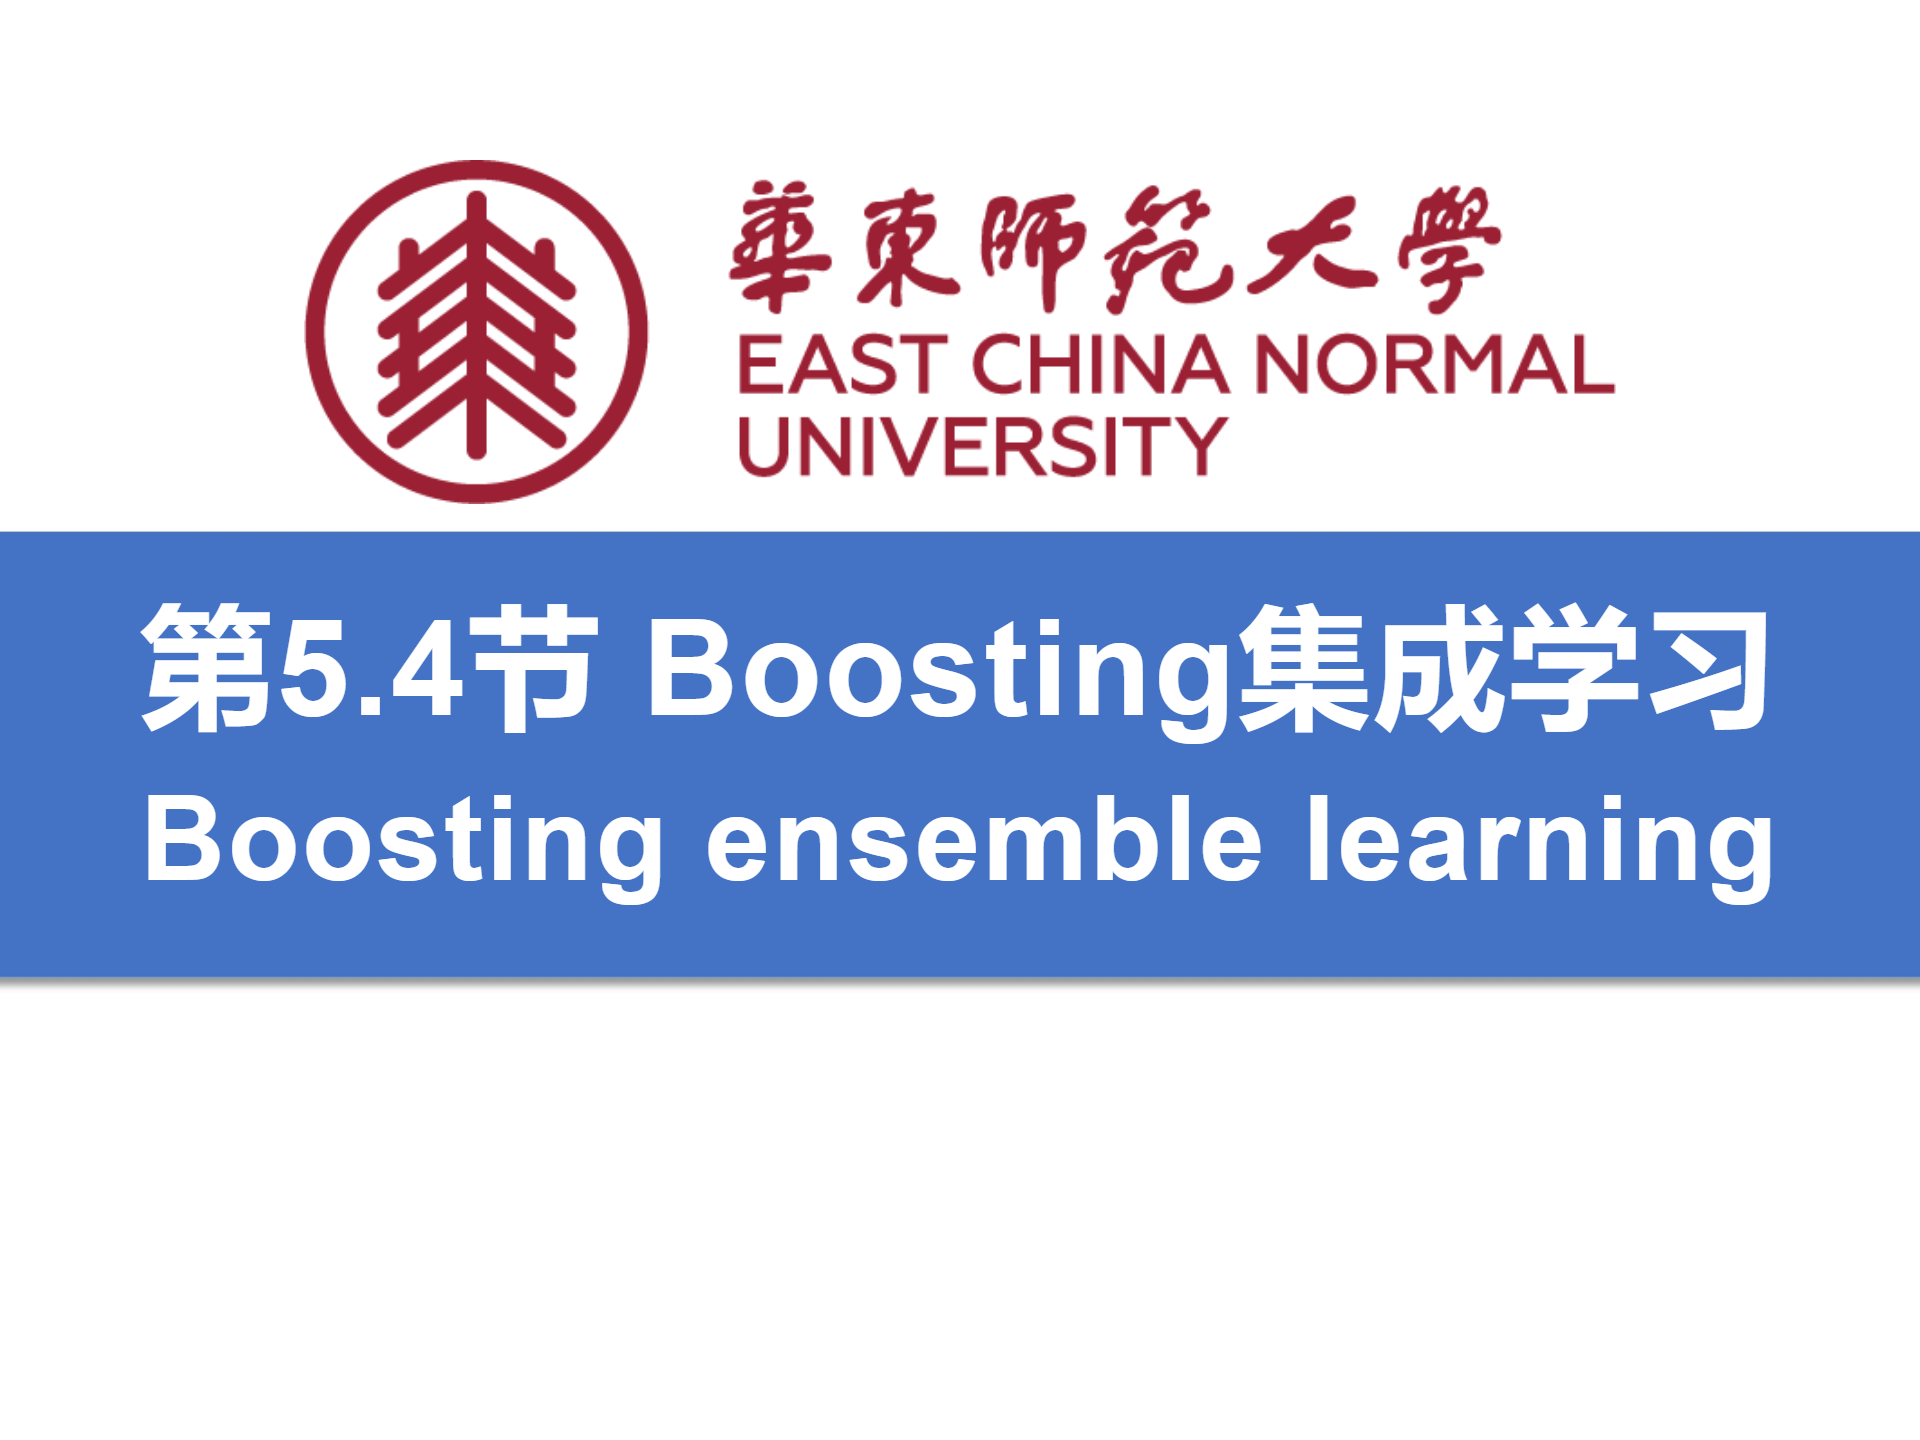 華東師範大學
EAST CHINA NORMAL
UNIVERSITY
第5.4节 Boosting集成学习
Boosting ensemble learning